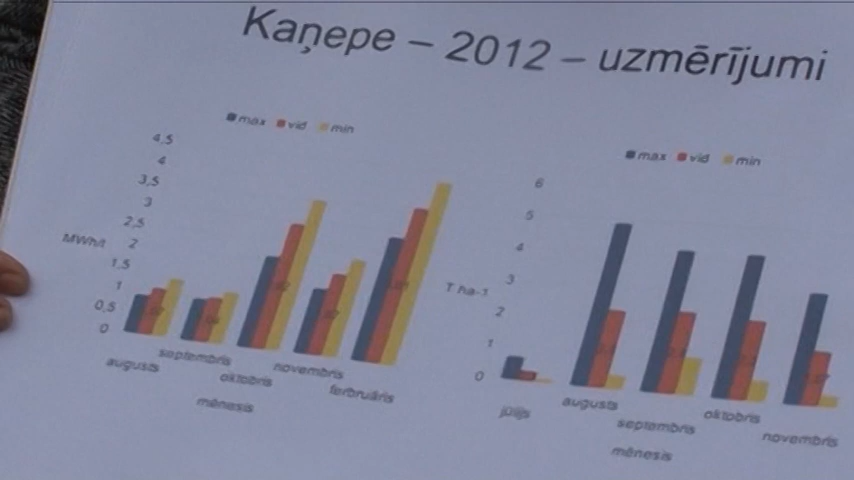 Kaņepe – 2012 – uzmērījumi
max vid min
4,5
4
3,5
3
2,5
2
1,5
1
0,5
0
MWh/t
augusts septembris oktobris novembris ferbruāris
mēnesis
max vid min
6
5
4
3
2
1
0
T ha-1
jūlijs augusts septembris oktobris novembris
mēnesis